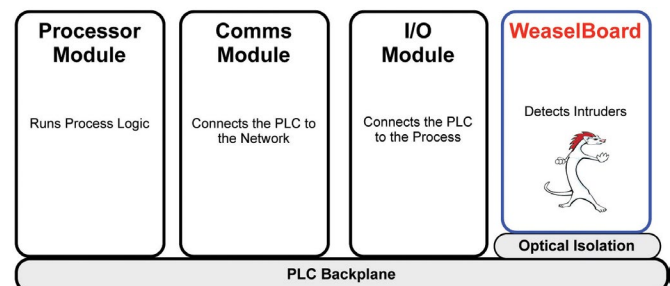 Processor
Module
Runs Process Logic
Comms
Module
Connects the PLC to
the Network
I/O
Module
Connects the PLC
to the Process
WeaselBoard
Detects Intruders
Optical Isolation
PLC Backplane